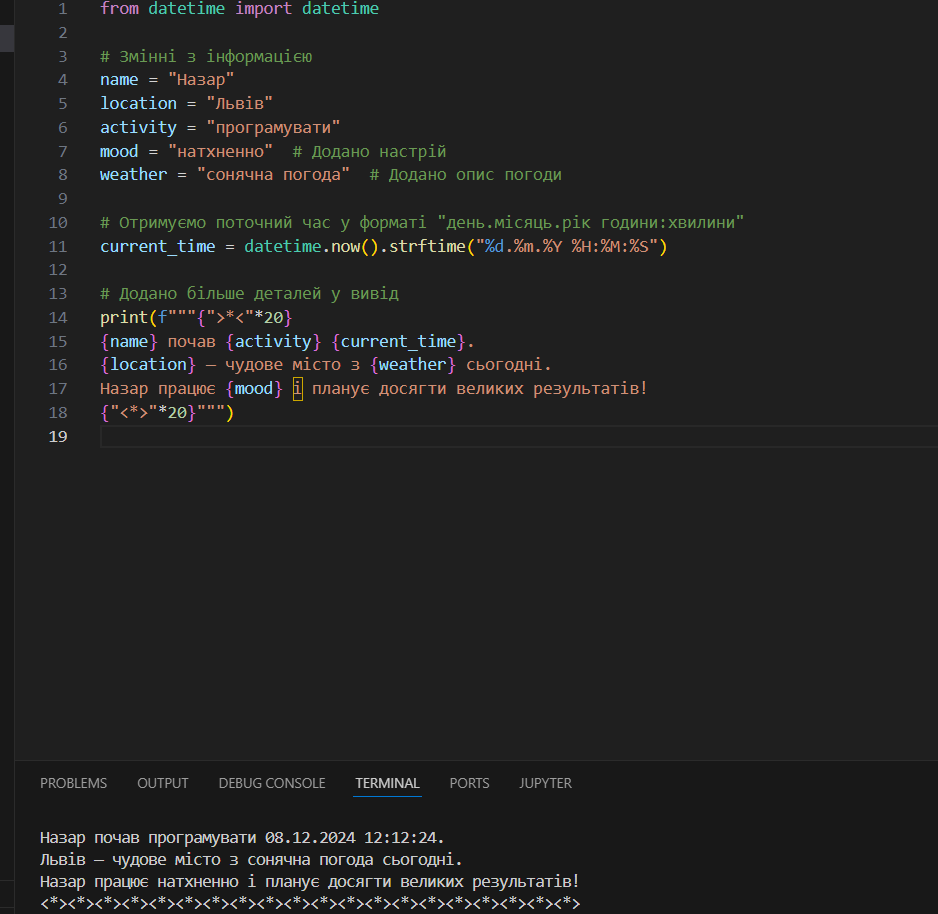 1 from datetime import datetime
2
3 # Змінні з інформацією
4 name = "Назар"
5 location = "Львів"
6 activity = "програмувати"
7 mood = "натхненно"  # Додано настрій
8 weather = "сонячна погода"  # Додано опис погоди
9
10 # Отримуємо поточний час у форматі "день.місяць.рік години:хвилини"
11 current_time = datetime.now().strftime("%d.%m.%Y %H:%M:%S")
12
13 # Додано більше деталей у вивід
14 print(f"""{">*<"*20}
15 {name} почав {activity} {current_time}.
16 {location} — чудове місто з {weather} сьогодні.
17 Назар працює {mood} і планує досягти великих результатів!
18 {"<*>"*20}""")
19
PROBLEMS OUTPUT DEBUG CONSOLE TERMINAL PORTS JUPYTER
Назар почав програмувати 08.12.2024 12:12:24.
Львів — чудове місто з сонячна погода сьогодні.
Назар працює натхненно і планує досягти великих результатів!
<*><*><*><*><*><*><*><*><*><*><*><*><*><*><*><*><*><*><*><*>